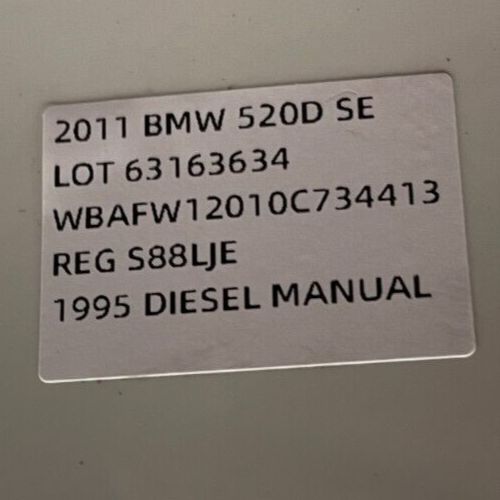 2011 BMW 520D SE
LOT 63163634
WBAFW12010C734413
REG S88LJE
1995 DIESEL MANUAL